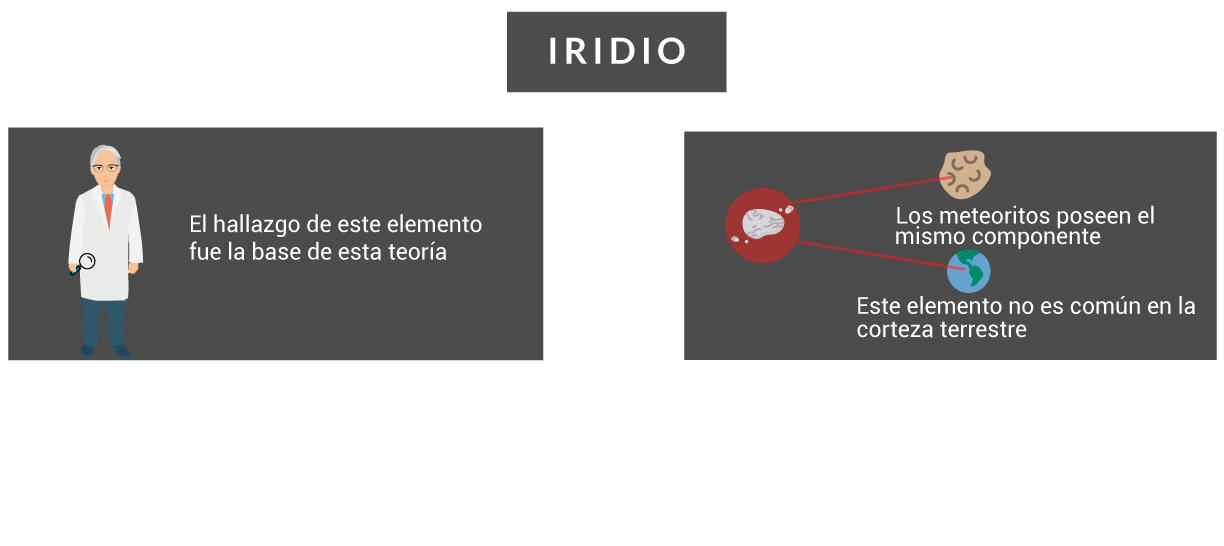 IRIDIO
El hallazgo de este elemento
fue la base de esta teoría
Los meteoritos poseen el
mismo componente
Este elemento no es común en la
corteza terrestre